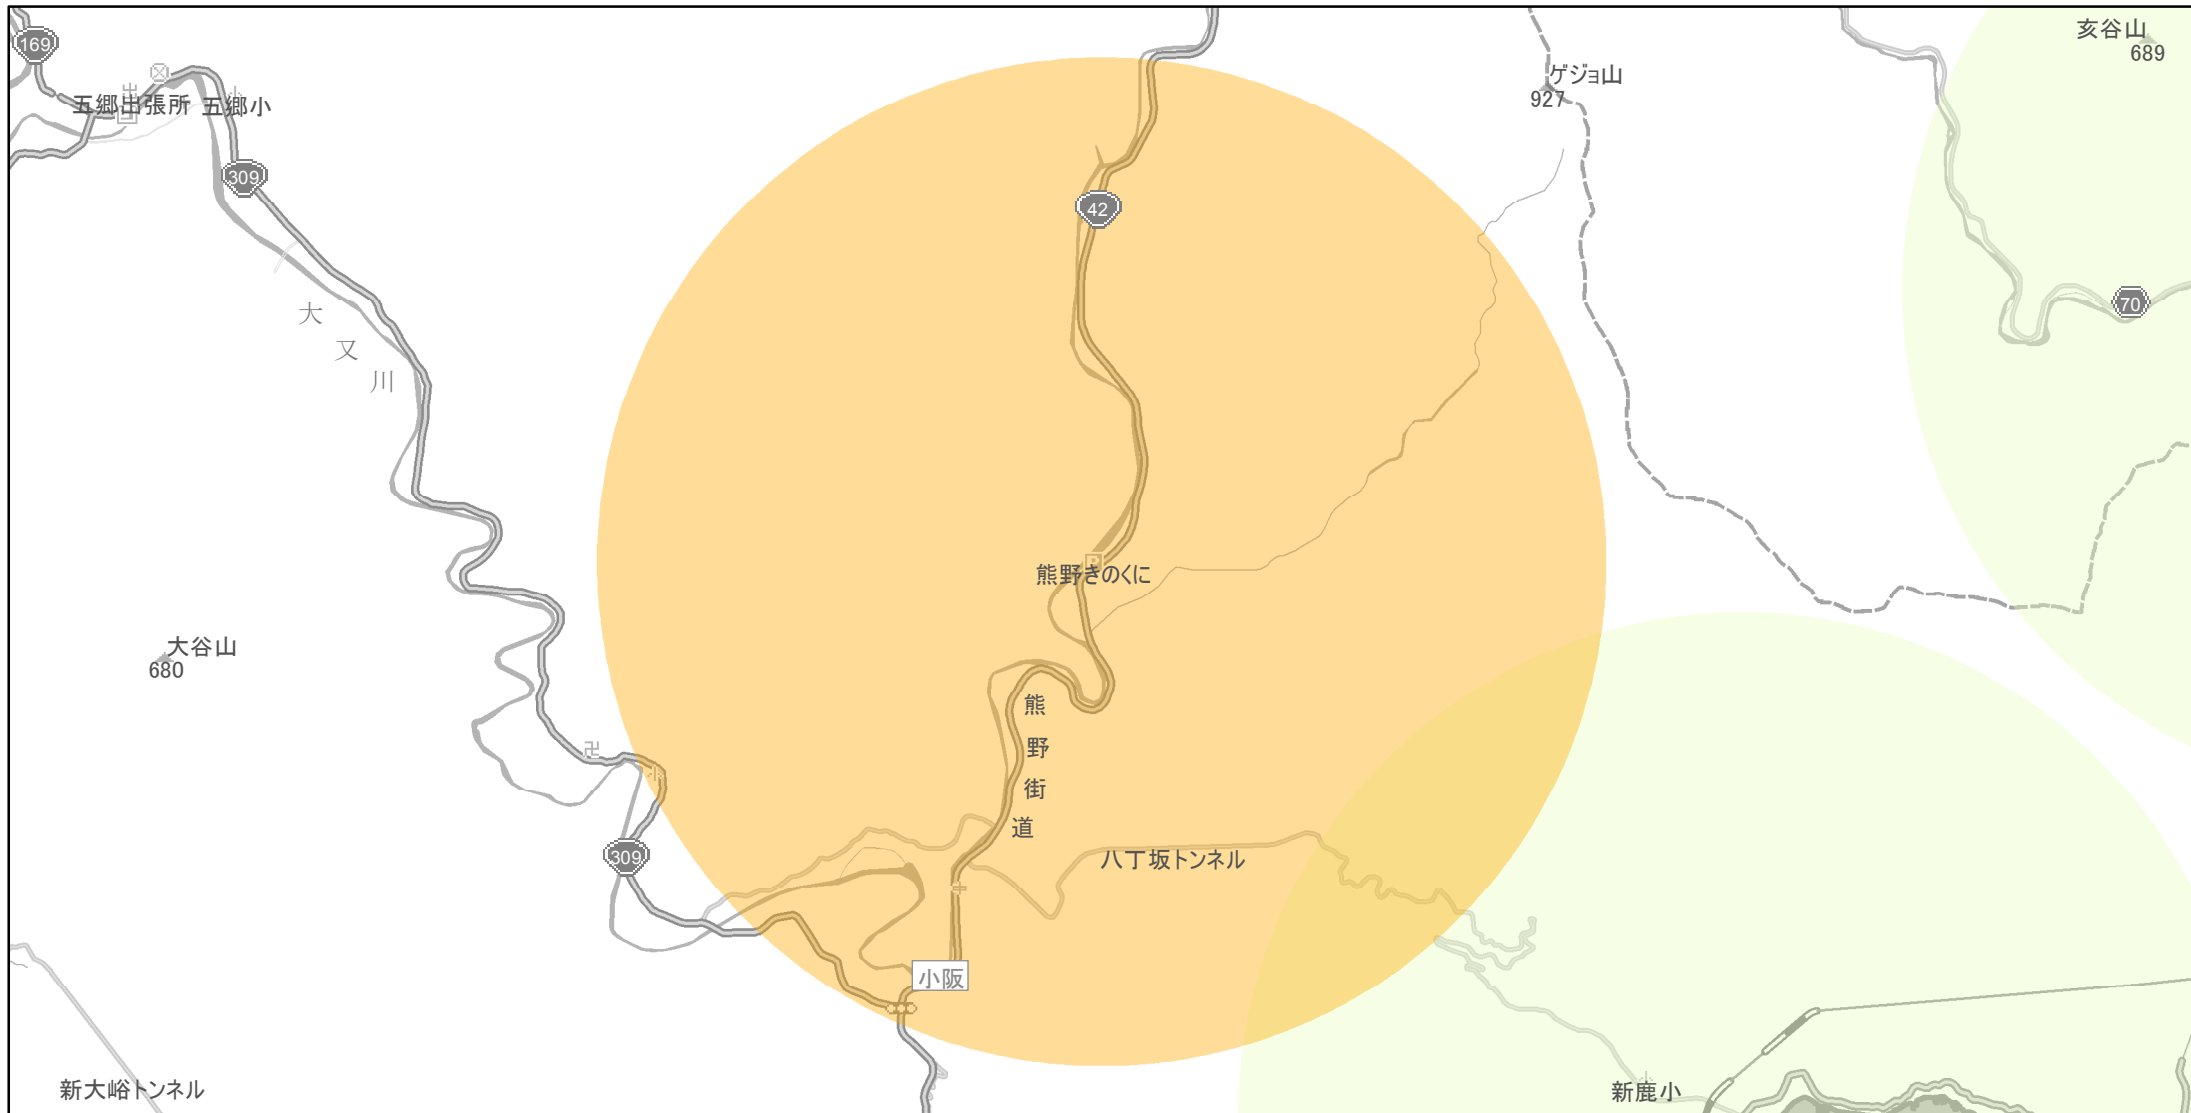 亥谷山
689
169
ゲジョ山
927
五郷出張所
五郷小
309
42
70
大又川
熊野きのくに
大谷山
680
熊野街道
309
八丁坂トンネル
小阪
新大峪トンネル
新鹿小